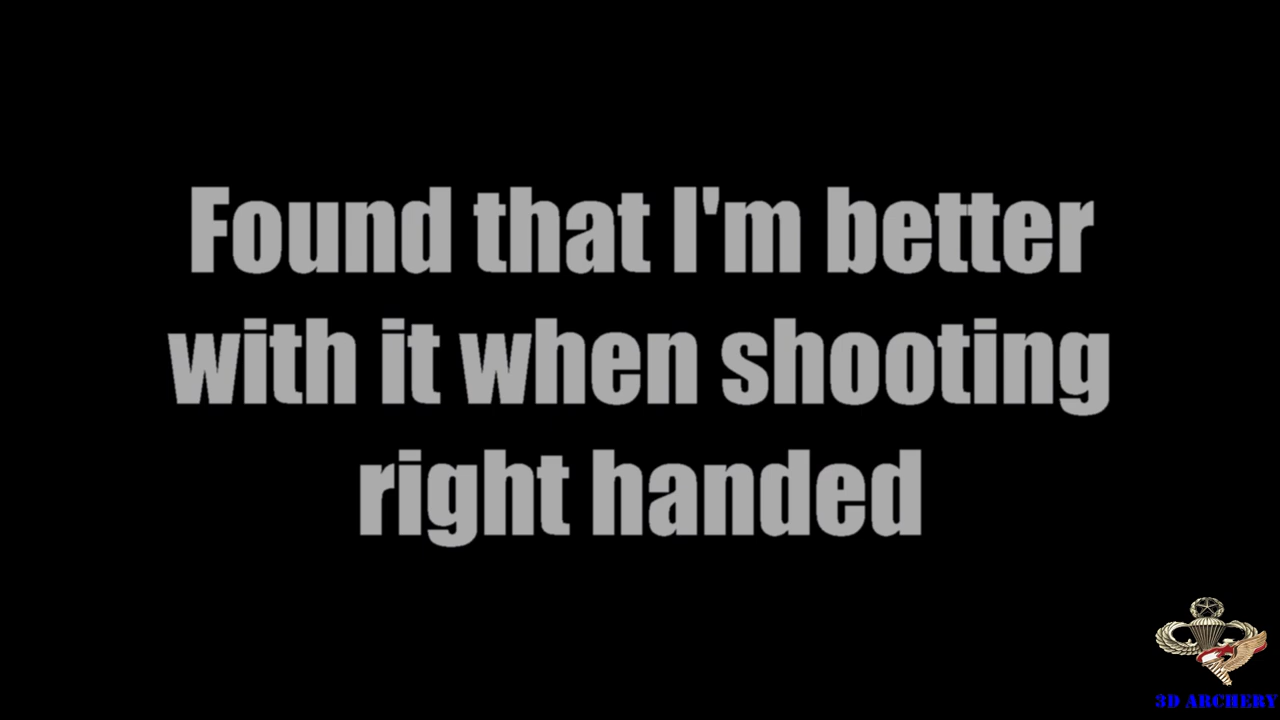 Found that I'm better
with it when shooting
right handed
3D ARCHERY